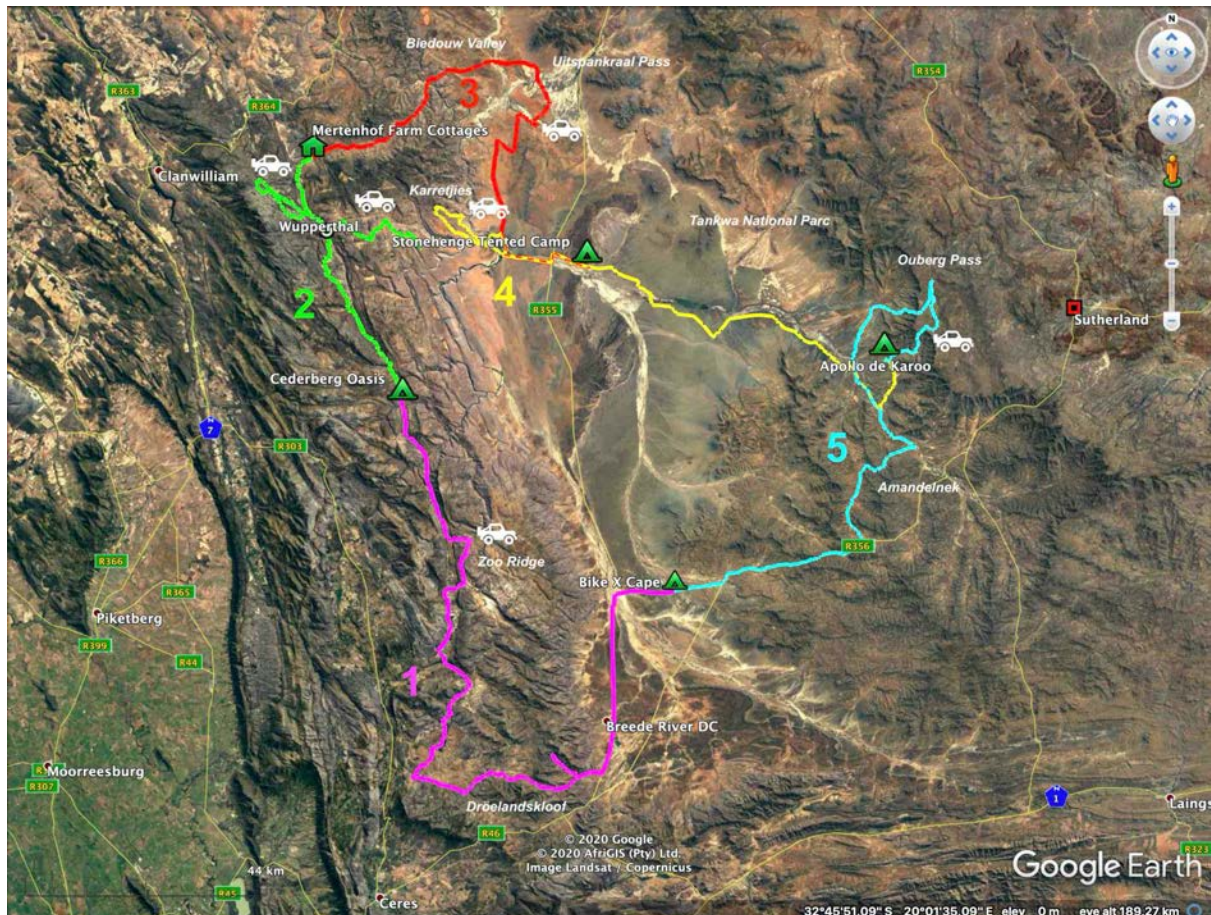 N
R354
Biedouw Valley
Uitspankraal Pass
R363
R364
3
Mertenhof Farm Cottages
Clanwilliam
Karretjies
Wupperthal
Stonehenge Tented Camp
Tankwa National Parc
Ouberg Pass
2
4
R355
Sutherland
Apollo de Karoo
Cederberg Oasis
7
R303
5
Amandelnek
Zoo Ridge
R356
R366
R365
Bike X Cape
Piketberg
R399
R44
1
Breede River DC
Moorreesburg
R307
Droëlandskloof
N
1
Laings
R46
R323
© 2020 Google
© 2020 AfriGIS (Pty) Ltd.
Image Landsat / Copernicus
Google Earth
44 km
R45
Ceres
32°45'51.09" S 20°01'35.09" E elev 0 m eye alt 189.27 km